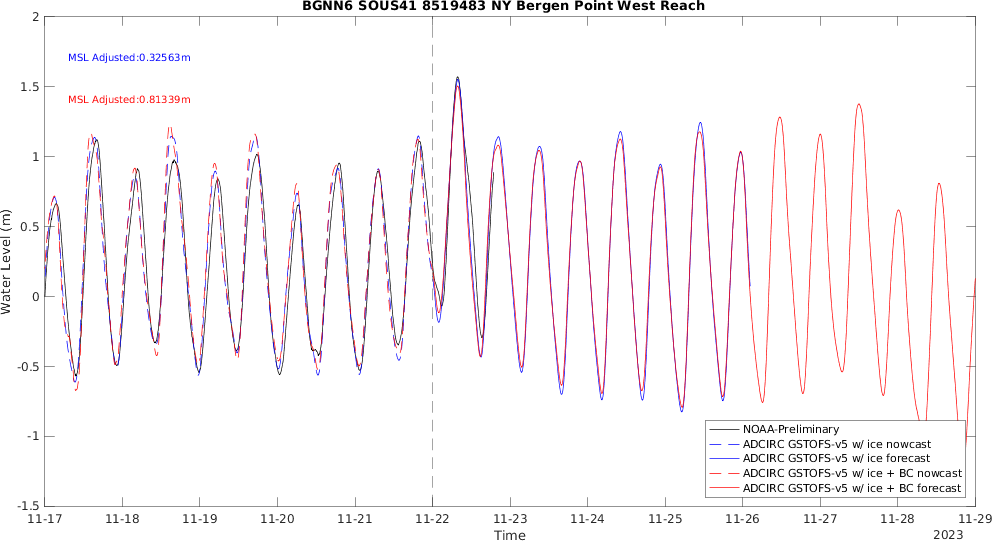 BGNN6 SOUS41 8519483 NY Bergen Point West Reach
2
1.5
1
0.5
0
-0.5
-1
-1.5
Water Level (m)
MSL Adjusted:0.32563m
MSL Adjusted:0.81339m
NOAA-Preliminary
ADCIRC GSTOFS-v5 w/ ice nowcast
ADCIRC GSTOFS-v5 w/ ice forecast
ADCIRC GSTOFS-v5 w/ ice + BC nowcast
ADCIRC GSTOFS-v5 w/ ice + BC forecast
11-17 11-18 11-19 11-20 11-21 11-22 11-23 11-24 11-25 11-26 11-27 11-28 11-29
Time
2023